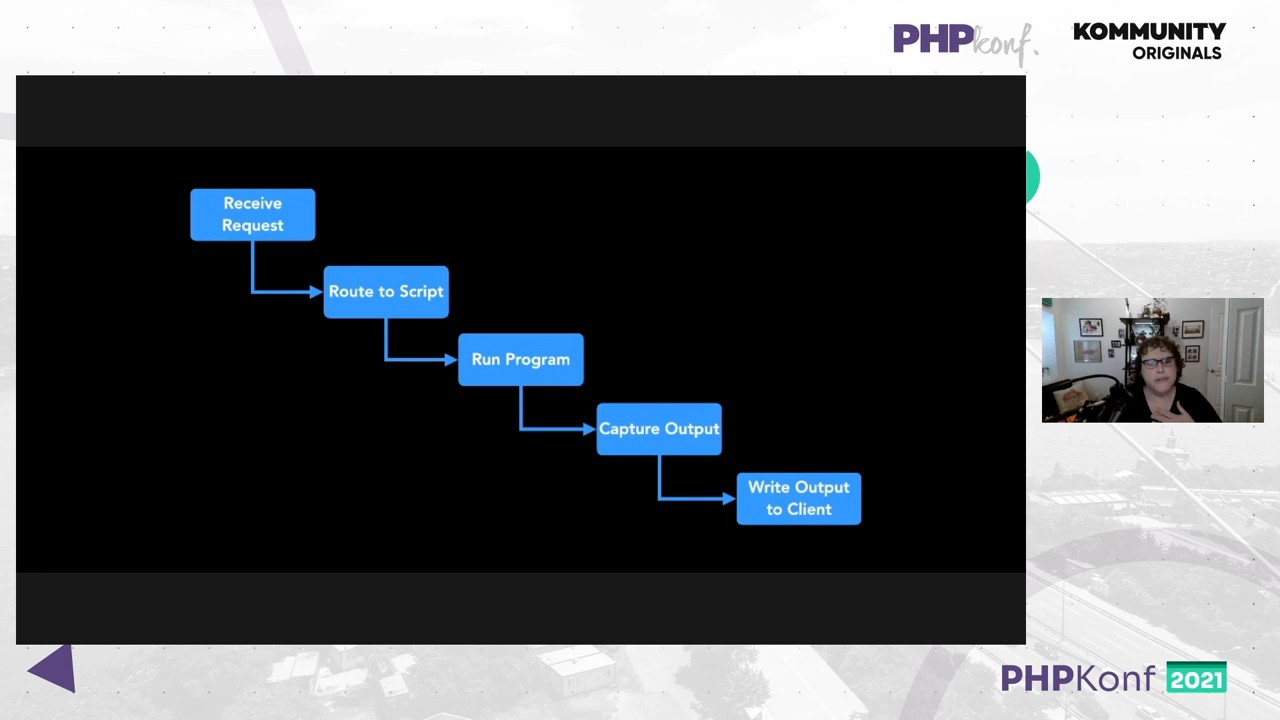 PHPkonf.
KOMMUNITY
ORIGINALS
Receive
Request
Route to Script
Run Program
Capture Output
Write Output
to Client
PHPKonf 2021